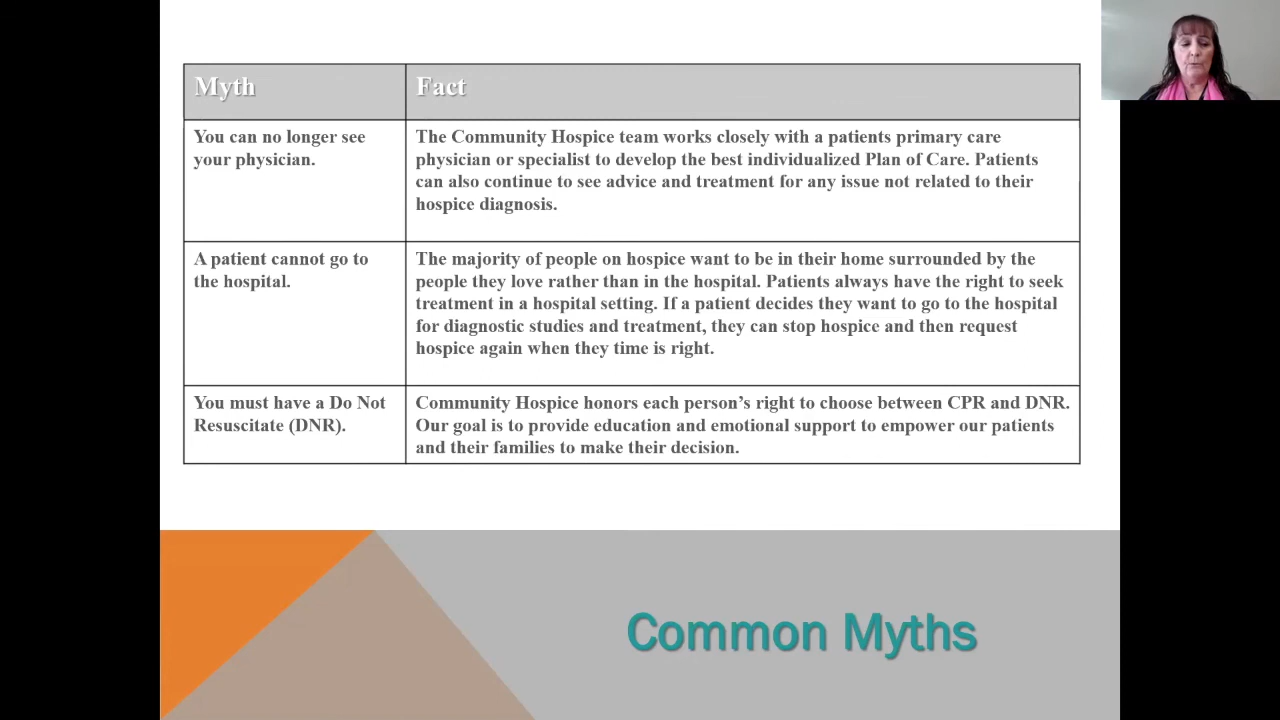 Myth
Fact
You can no longer see
your physician.
The Community Hospice team works closely with a patients primary care
physician or specialist to develop the best individualized Plan of Care. Patients
can also continue to see advice and treatment for any issue not related to their
hospice diagnosis.
A patient cannot go to
the hospital.
The majority of people on hospice want to be in their home surrounded by the
people they love rather than in the hospital. Patients always have the right to seek
treatment in a hospital setting. If a patient decides they want to go to the hospital
for diagnostic studies and treatment, they can stop hospice and then request
hospice again when they time is right.
You must have a Do Not
Resuscitate (DNR).
Community Hospice honors each person’s right to choose between CPR and DNR.
Our goal is to provide education and emotional support to empower our patients
and their families to make their decision.
Common Myths